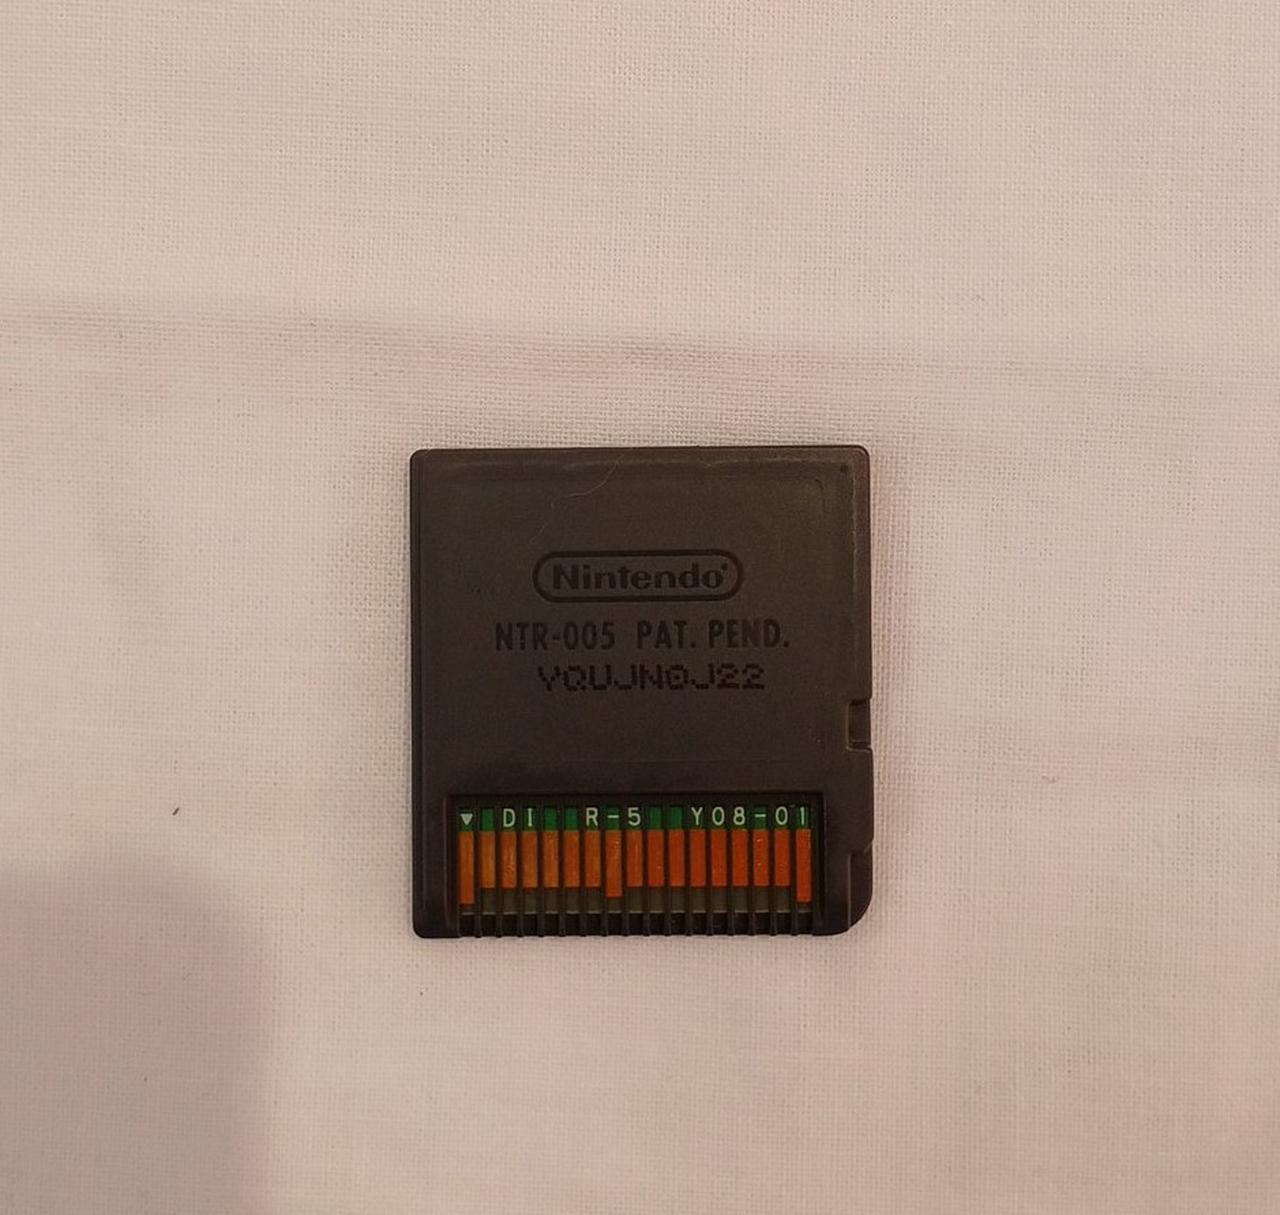 Nintendo®
NTR-005 PAT. PEND.
YQUJN0J22
▼ DI R-5 Y08-01